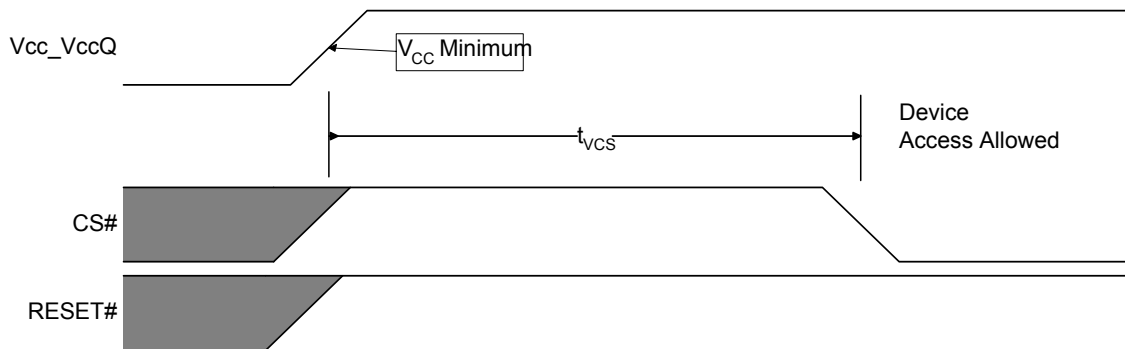 Vcc_VccQ
VCC Minimum
tVCS
Device
Access Allowed
CS#
RESET#